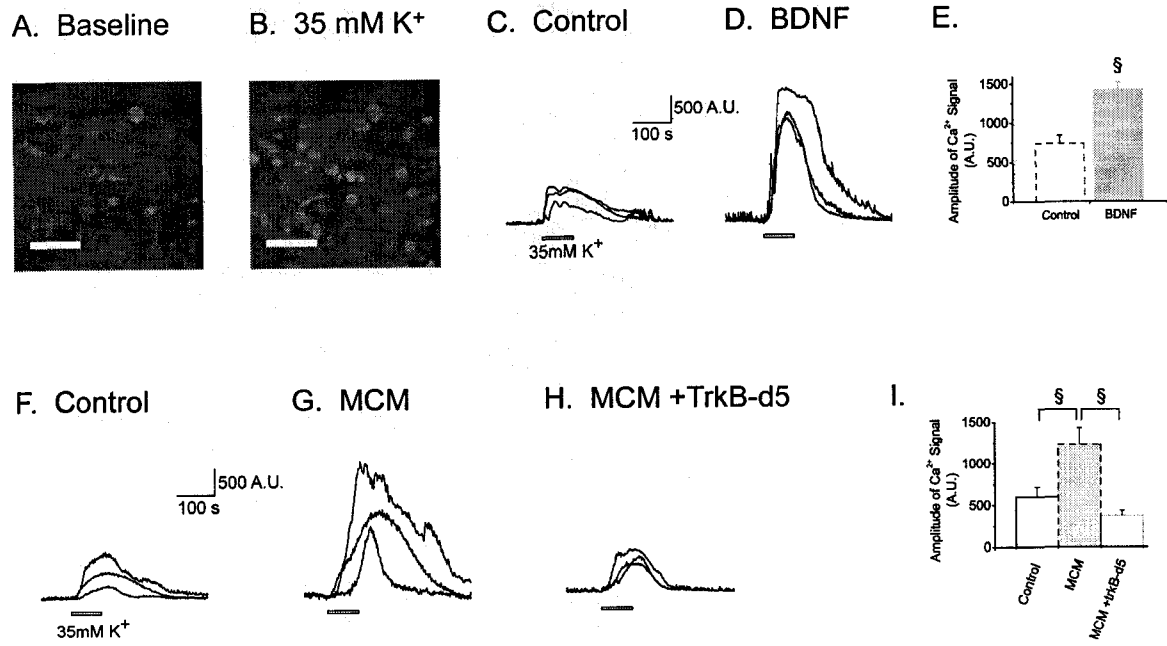 A. Baseline
B. 35 mM K⁺
C. Control
D. BDNF
E.
500 A.U.
100 s
35mM K⁺
§
Amplitude of Ca²⁺ Signal
(A.U.)
1500
1000
500
0
Control
BDNF
F. Control
G. MCM
H. MCM +TrkB-d5
I.
500 A.U.
100 s
35mM K⁺
§
§
Amplitude of Ca²⁺ Signal
(A.U.)
1500
1000
500
0
Control
MCM
MCM +trkB-d5